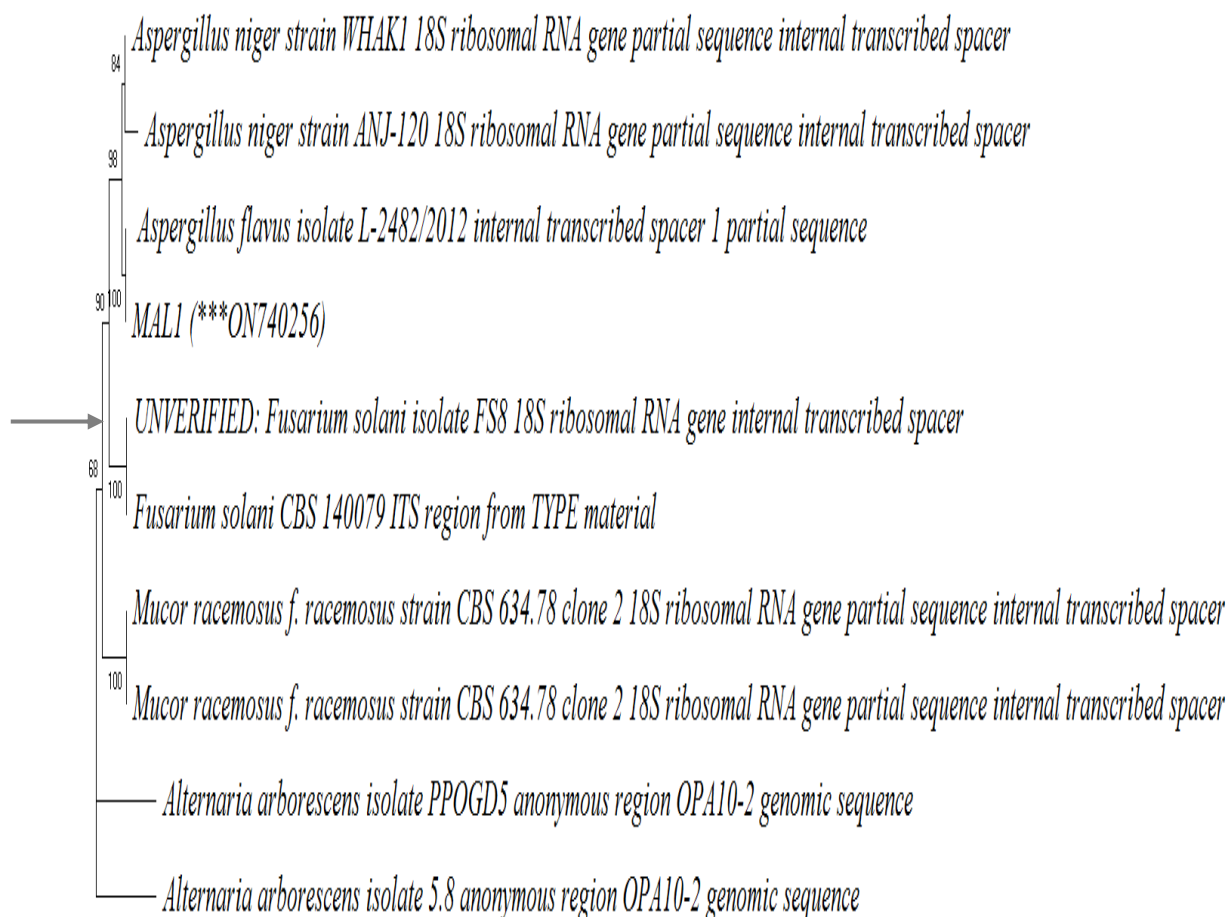 Aspergillus niger strain WHAK1 18S ribosomal RNA gene partial sequence internal transcribed spacer
84
Aspergillus niger strain ANJ-120 18S ribosomal RNA gene partial sequence internal transcribed spacer
98
Aspergillus flavus isolate L-2482/2012 internal transcribed spacer 1 partial sequence
90 100
MAL1 (***ON740256)
UNVERIFIED: Fusarium solani isolate FS8 18S ribosomal RNA gene internal transcribed spacer
68
100
Fusarium solani CBS 140079 ITS region from TYPE material
Mucor racemosus f. racemosus strain CBS 634.78 clone 2 18S ribosomal RNA gene partial sequence internal transcribed spacer
100
Mucor racemosus f. racemosus strain CBS 634.78 clone 2 18S ribosomal RNA gene partial sequence internal transcribed spacer
Alternaria arborescens isolate PPOGD5 anonymous region OPA10-2 genomic sequence
Alternaria arborescens isolate 5.8 anonymous region OPA10-2 genomic sequence